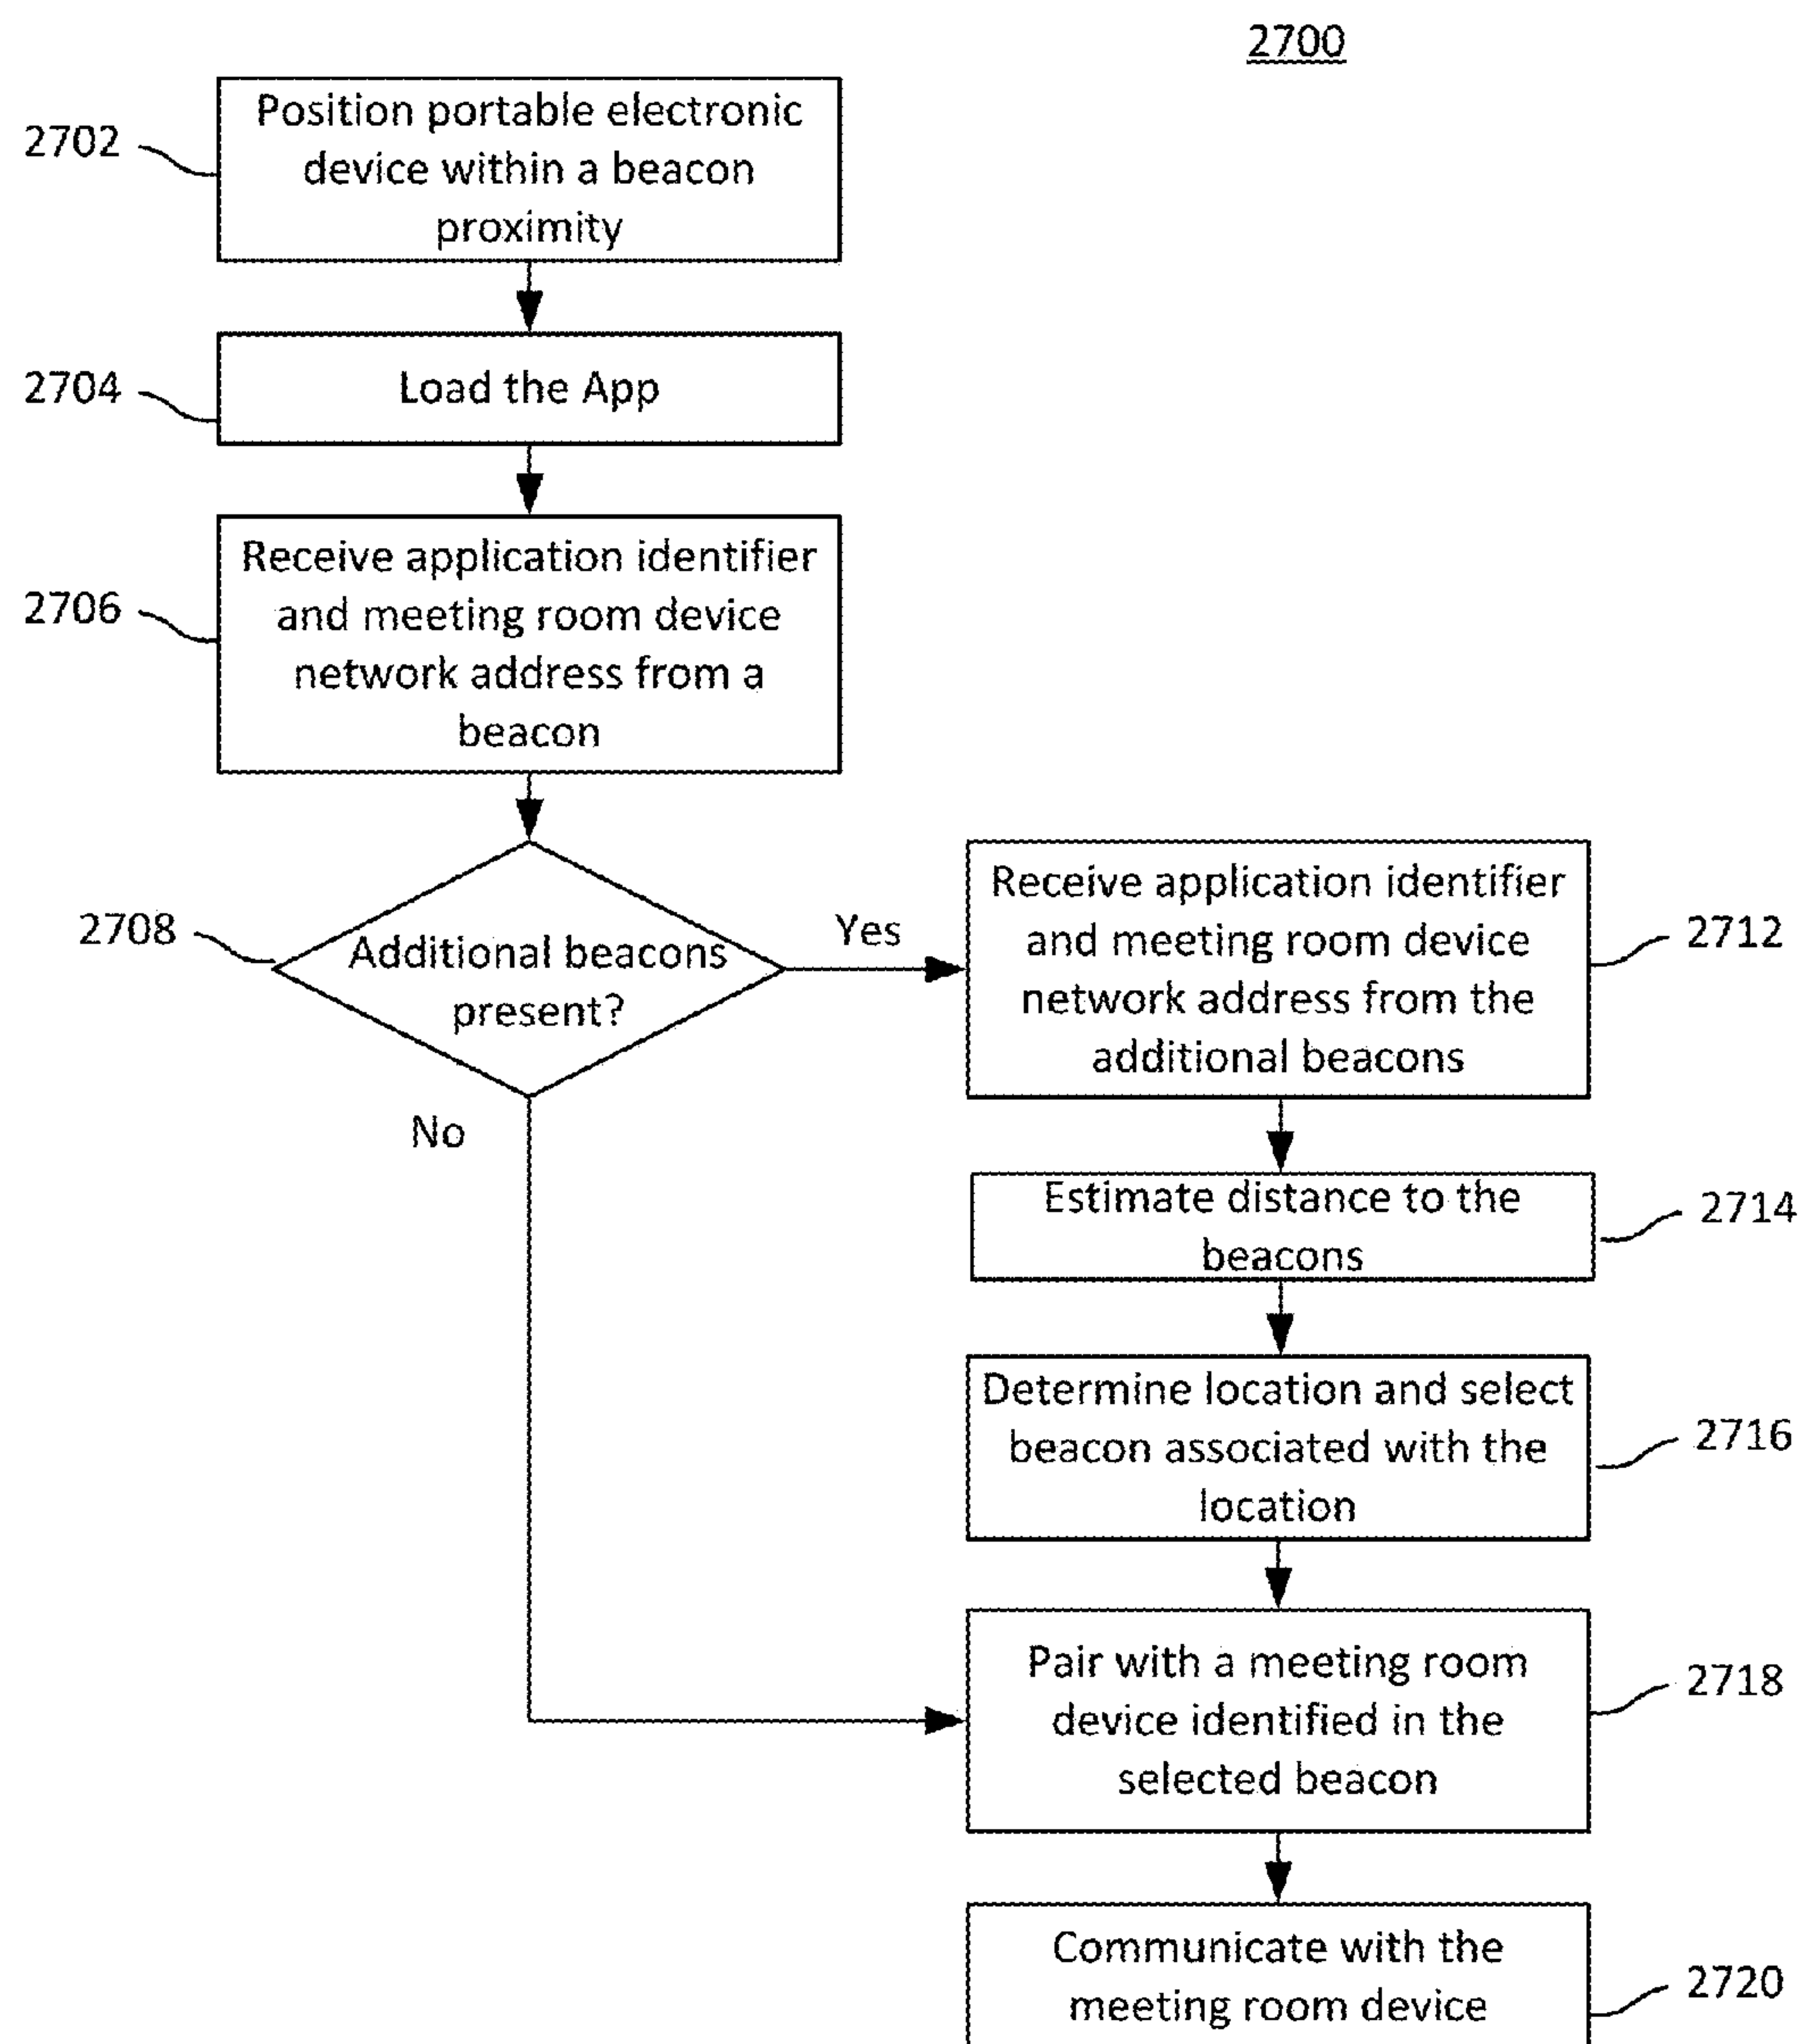 2700
2702
Position portable electronic
device within a beacon
proximity
2704
Load the App
2706
Receive application identifier
and meeting room device
network address from a
beacon
2708
Additional beacons
present?
Yes
No
Receive application identifier
and meeting room device
network address from the
additional beacons
2712
Estimate distance to the
beacons
2714
Determine location and select
beacon associated with the
location
2716
Pair with a meeting room
device identified in the
selected beacon
2718
Communicate with the
meeting room device
2720